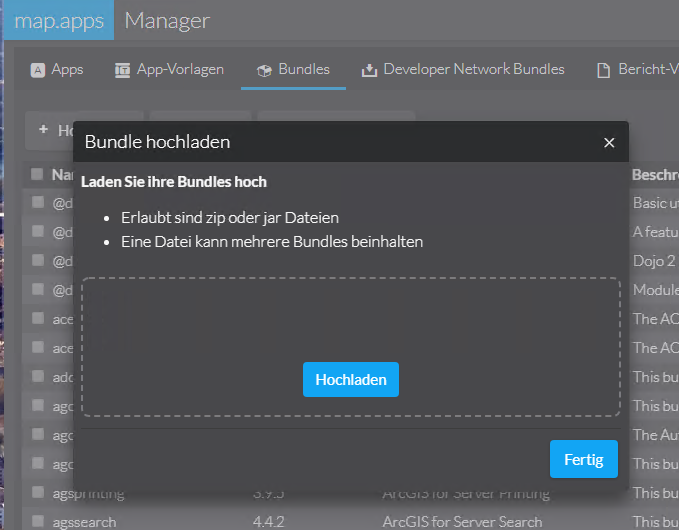 map.apps Manager
Apps App-Vorlagen Bundles Developer Network Bundles Bericht-V
+ Ho
Bundle hochladen ×
Laden Sie ihre Bundles hoch
Na Beschre
Erlaubt sind zip oder jar Dateien
@d Basic ut
Eine Datei kann mehrere Bundles beinhalten
@d A featu
@d Dojo 2
@d Module
ace The AC
ace The AC
Hochladen
add This bu
ago This bu
ago The Au
Fertig
ago This bu
agsprinting 3.9.5 ArcGIS for Server Printing This bu
agssearch 4.4.2 ArcGIS for Server Search This bu